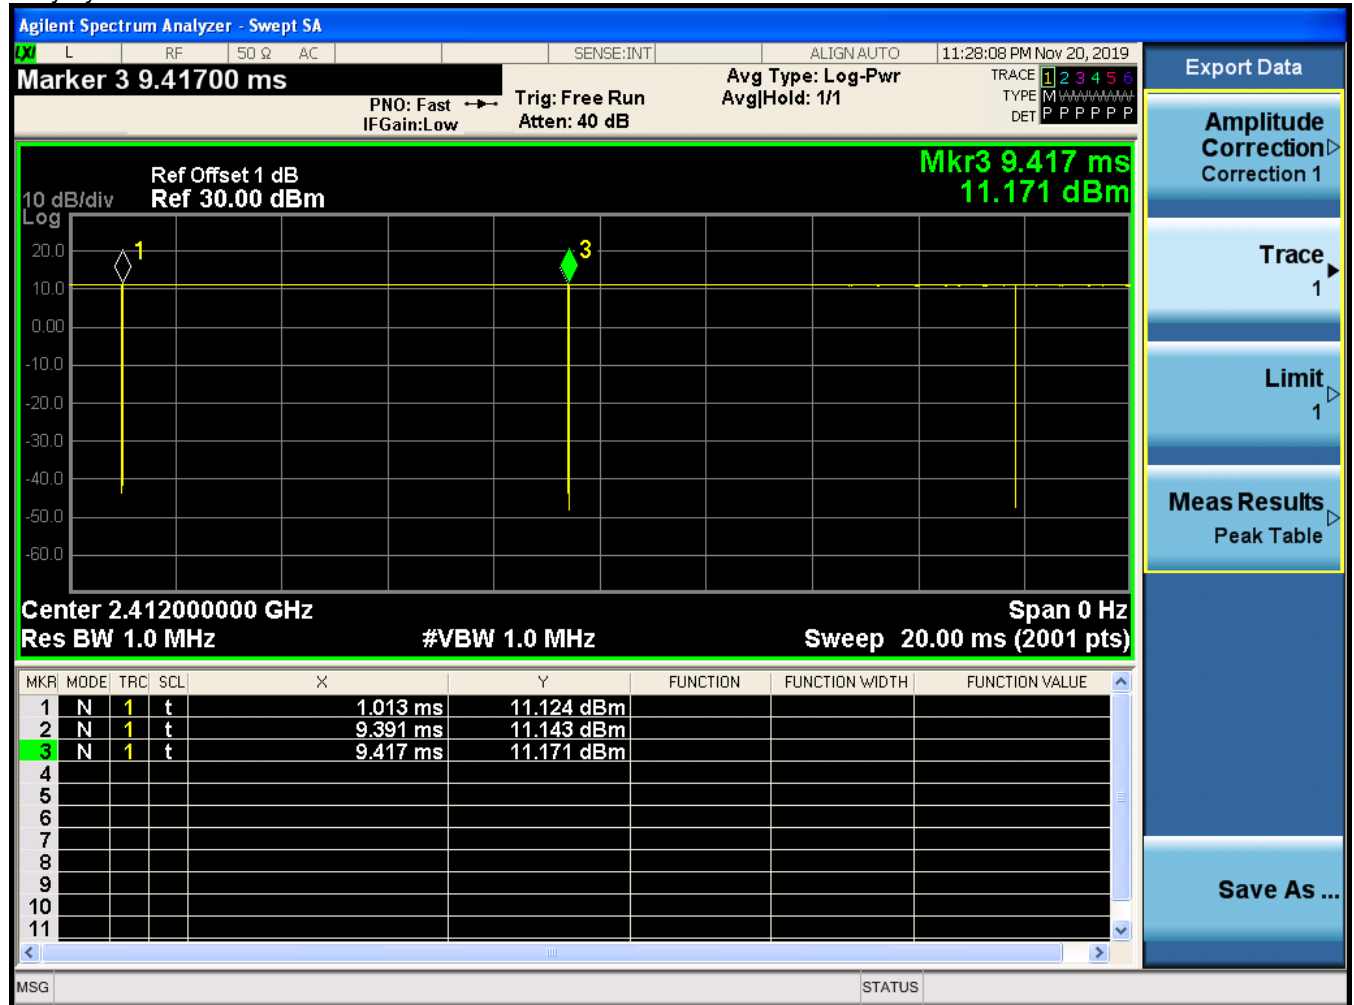 Agilent Spectrum Analyzer - Swept SA
LXI L RF 50 Ω AC SENSE:INT ALIGN AUTO 11:28:08 PM Nov 20, 2019
Marker 3 9.41700 ms
PNO: Fast
IFGain:Low
Trig: Free Run
Atten: 40 dB
Avg Type: Log-Pwr
Avg|Hold: 1/1
TRACE 1 2 3 4 5 6
TYPE M W W W W W
DET P P P P P P
Mkr3 9.417 ms
11.171 dBm
Ref Offset 1 dB
10 dB/div Ref 30.00 dBm
Log
20.0
10.0
0.00
-10.0
-20.0
-30.0
-40.0
-50.0
-60.0
1
3
Center 2.412000000 GHz Span 0 Hz
Res BW 1.0 MHz #VBW 1.0 MHz Sweep 20.00 ms (2001 pts)
MKR MODE TRC SCL X Y FUNCTION FUNCTION WIDTH FUNCTION VALUE
1 N 1 t 1.013 ms 11.124 dBm
2 N 1 t 9.391 ms 11.143 dBm
3 N 1 t 9.417 ms 11.171 dBm
4
5
6
7
8
9
10
11
MSG STATUS
Export Data
Amplitude
Correction
Correction 1
Trace
1
Limit
1
Meas Results
Peak Table
Save As ...